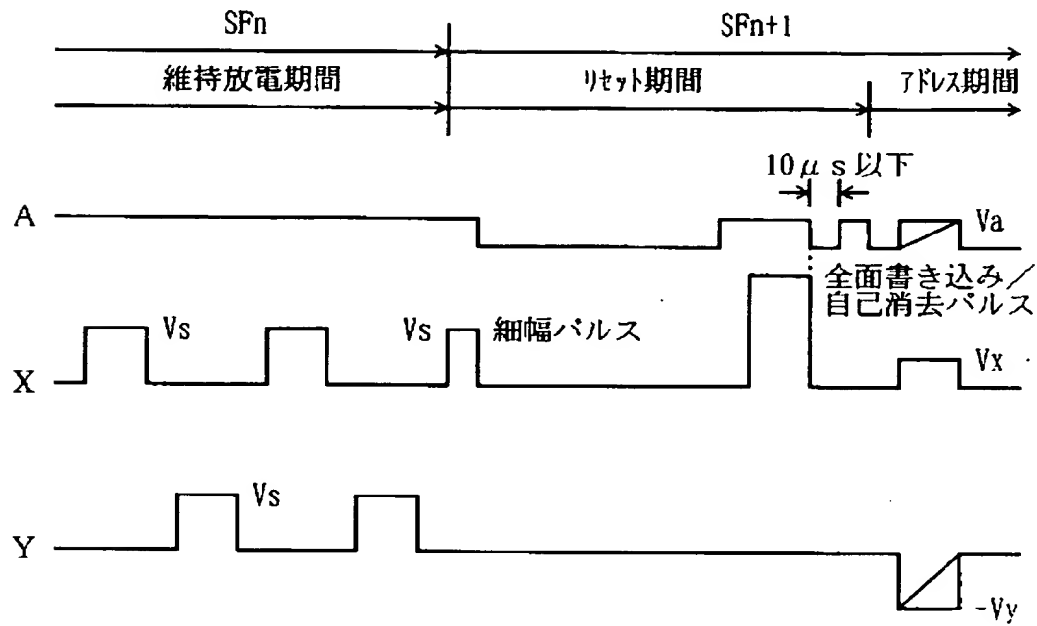 SFn
SFn+1
維持放電期間
リセット期間
アドレス期間
10μs以下
A
Va
全面書き込み/
自己消去パルス
Vs
Vs
細幅パルス
X
Vx
Vs
Y
-Vy